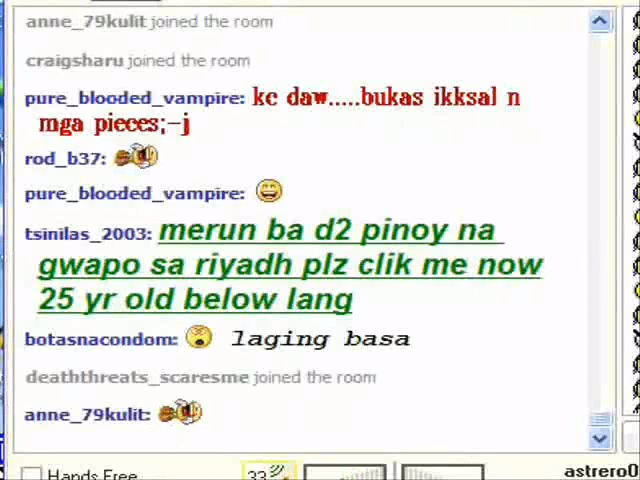 anne_79kulit joined the room
craigsharu joined the room
pure_blooded_vampire: kc daw.....bukas ikksal n
mga pieces;-j
rod_b37:
pure_blooded_vampire:
tsinilas_2003: merun ba d2 pinoy na
gwapo sa riyadh plz clik me now
25 yr old below lang
botasnacondom: laging basa
deaththreats_scaresme joined the room
anne_79kulit:
Hands Free
33
astrero0